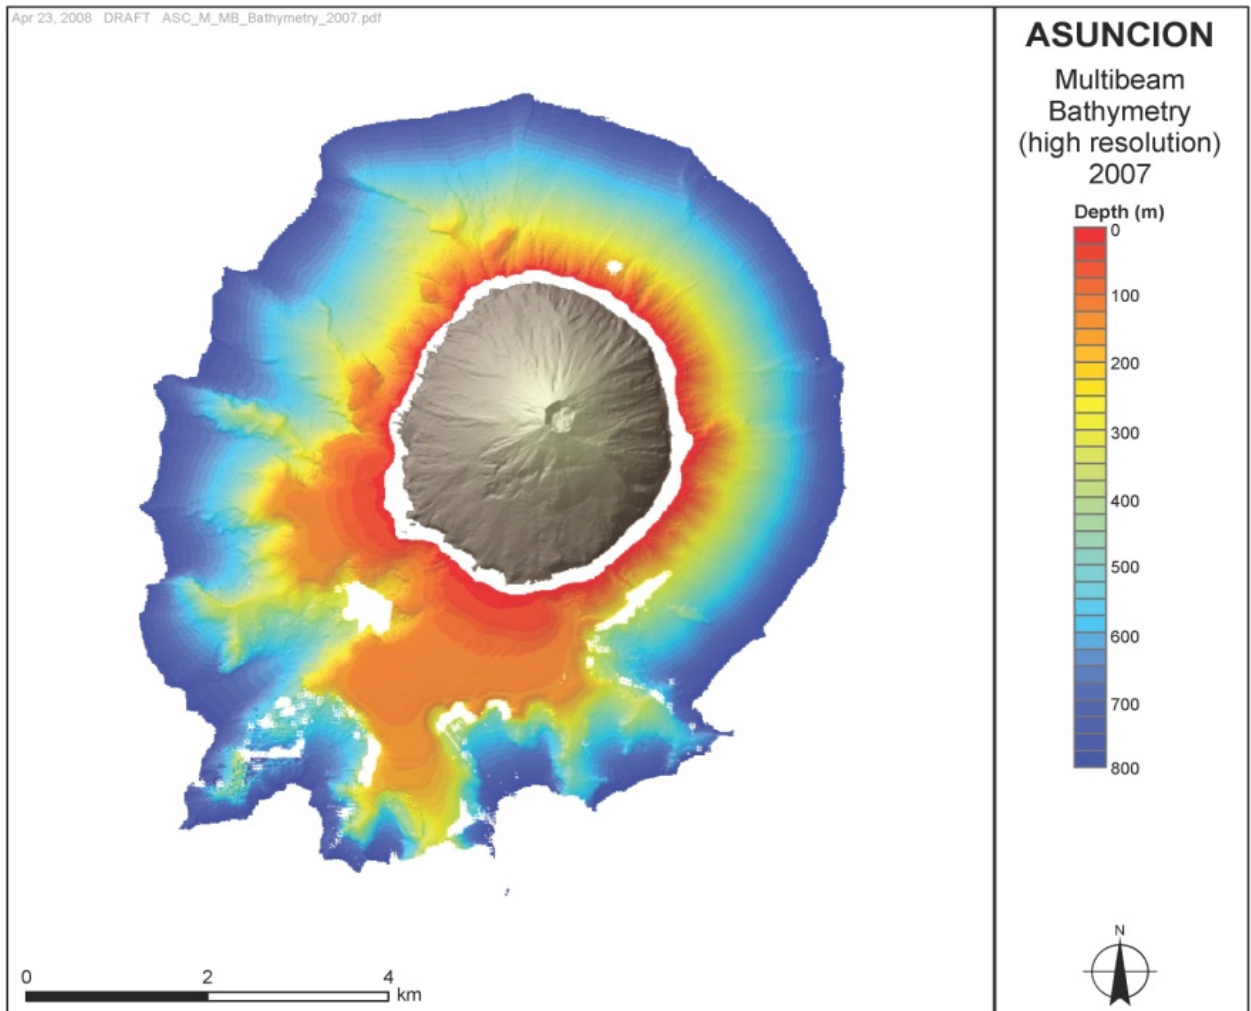 Apr 23, 2008 DRAFT ASC_M_MB_Bathymetry_2007.pdf
ASUNCION
Multibeam
Bathymetry
(high resolution)
2007
Depth (m)
0
100
200
300
400
500
600
700
800
N
0 2 4
km